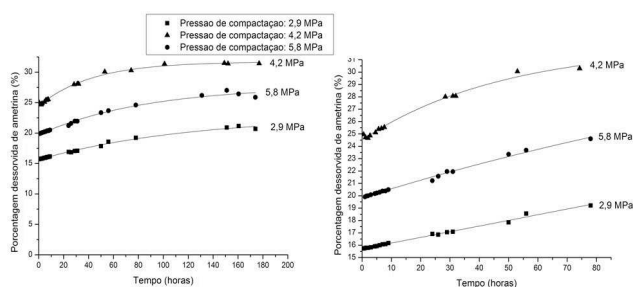 Pressao de compactaçao: 2,9 MPa
Pressao de compactaçao: 4,2 MPa
Pressao de compactaçao: 5,8 MPa
Porcentagem dessorvida de ametrina (%)
35
30
25
20
15
10
5
0
4,2 MPa
5,8 MPa
2,9 MPa
0 20 40 60 80 100 120 140 160 180 200
Tempo (horas)
Porcentagem dessorvida de ametrina (%)
31
30
29
28
27
26
25
24
23
22
21
20
19
18
17
16
15
4,2 MPa
5,8 MPa
2,9 MPa
0 10 20 30 40 50 60 70 80
Tempo (horas)